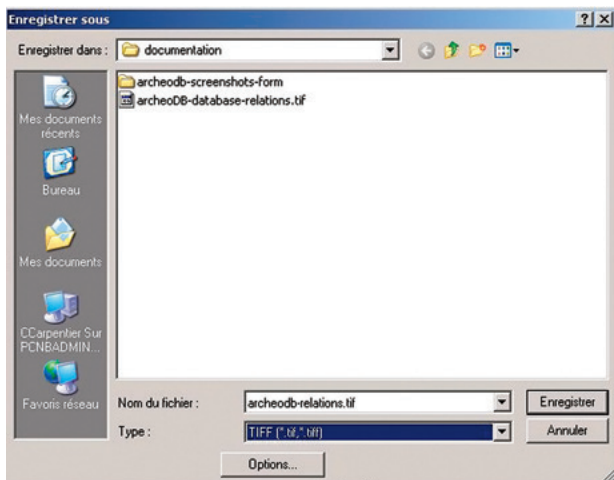 Enregistrer sous
Enregistrer dans :
documentation
archeodb-screenshots-form
archeoDB-database-relations.tif
Mes documents
récents
Bureau
Mes documents
CCarpentier Sur
PCNBADMIN...
Favoris réseau
Nom du fichier :
archeodb-relations.tif
Enregistrer
Type :
TIFF (*.tif,*.tiff)
Annuler
Options...